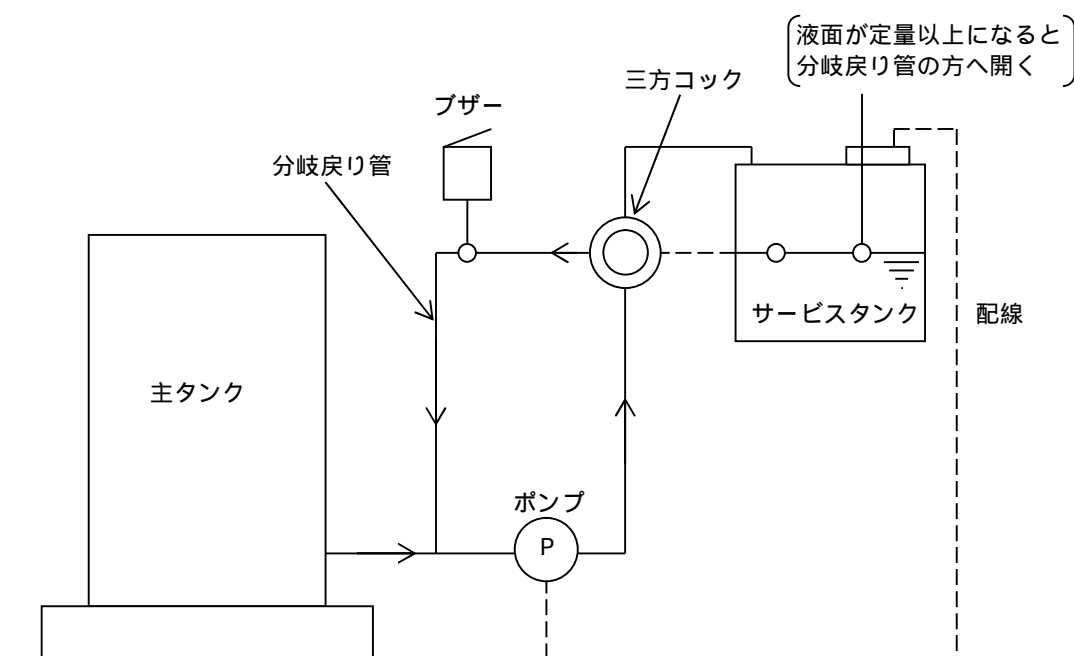 液面が定量以上になると
分岐戻り管の方へ開く
三方コック
ブザー
分岐戻り管
サービスタンク
配線
主タンク
ポンプ
P